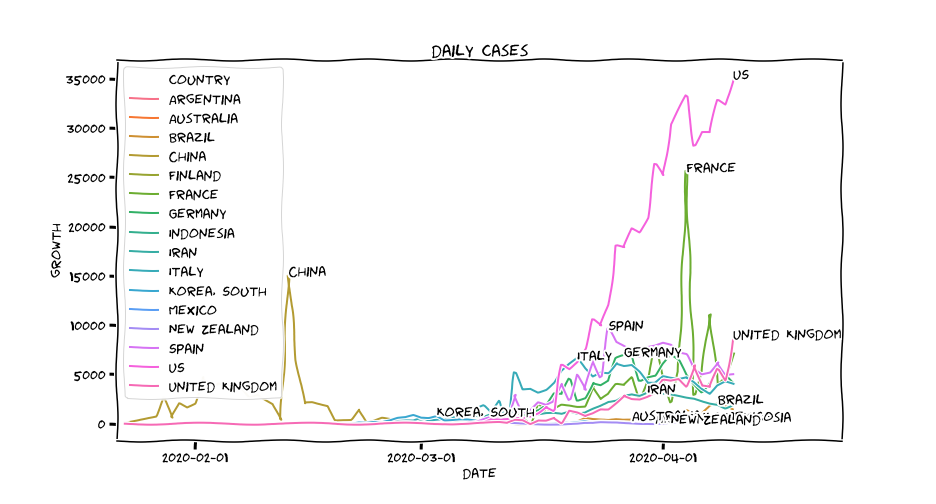 DAILY CASES
GROWTH
35000
30000
25000
20000
15000
10000
5000
0
COUNTRY
ARGENTINA
AUSTRALIA
BRAZIL
CHINA
FINLAND
FRANCE
GERMANY
INDONESIA
IRAN
ITALY
KOREA, SOUTH
MEXICO
NEW ZEALAND
SPAIN
US
UNITED KINGDOM
US
FRANCE
CHINA
SPAIN
UNITED KINGDOM
ITALY
GERMANY
IRAN
BRAZIL
KOREA, SOUTH
NEW ZEALAND
2020-02-01
2020-03-01
2020-04-01
DATE